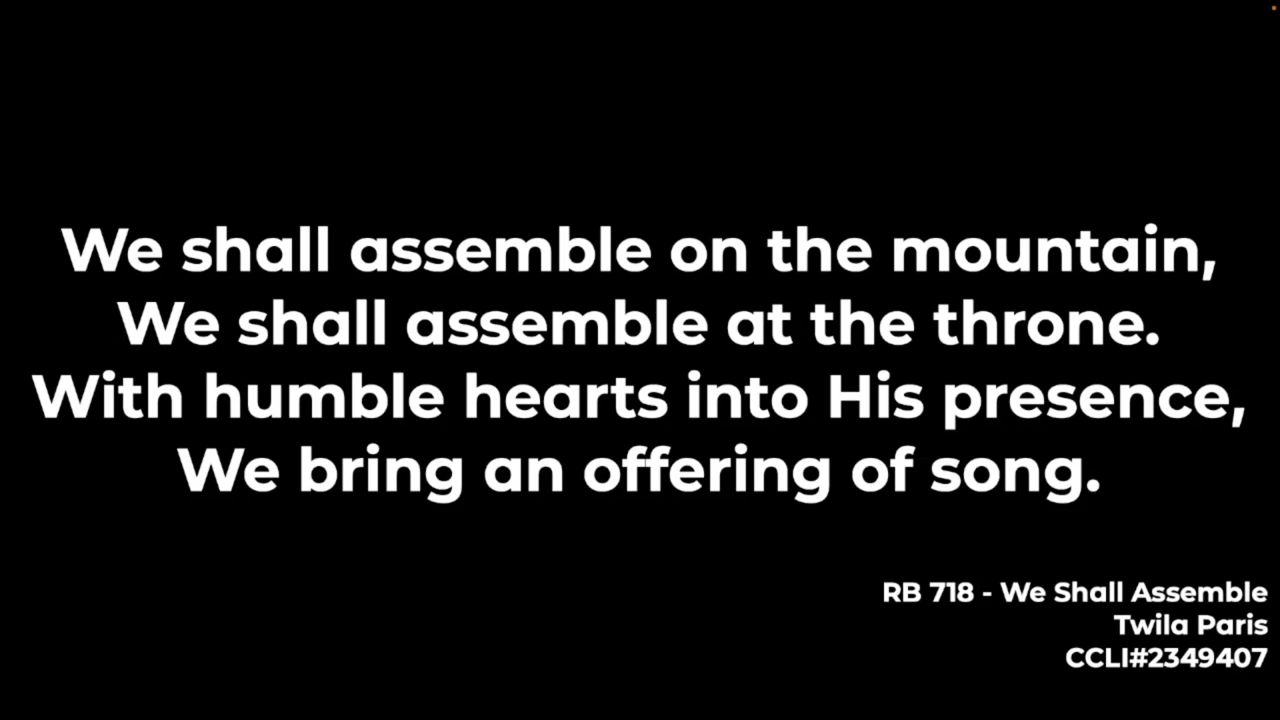 We shall assemble on the mountain,
We shall assemble at the throne.
With humble hearts into His presence,
We bring an offering of song.
RB 718 - We Shall Assemble
Twila Paris
CCLI#2349407